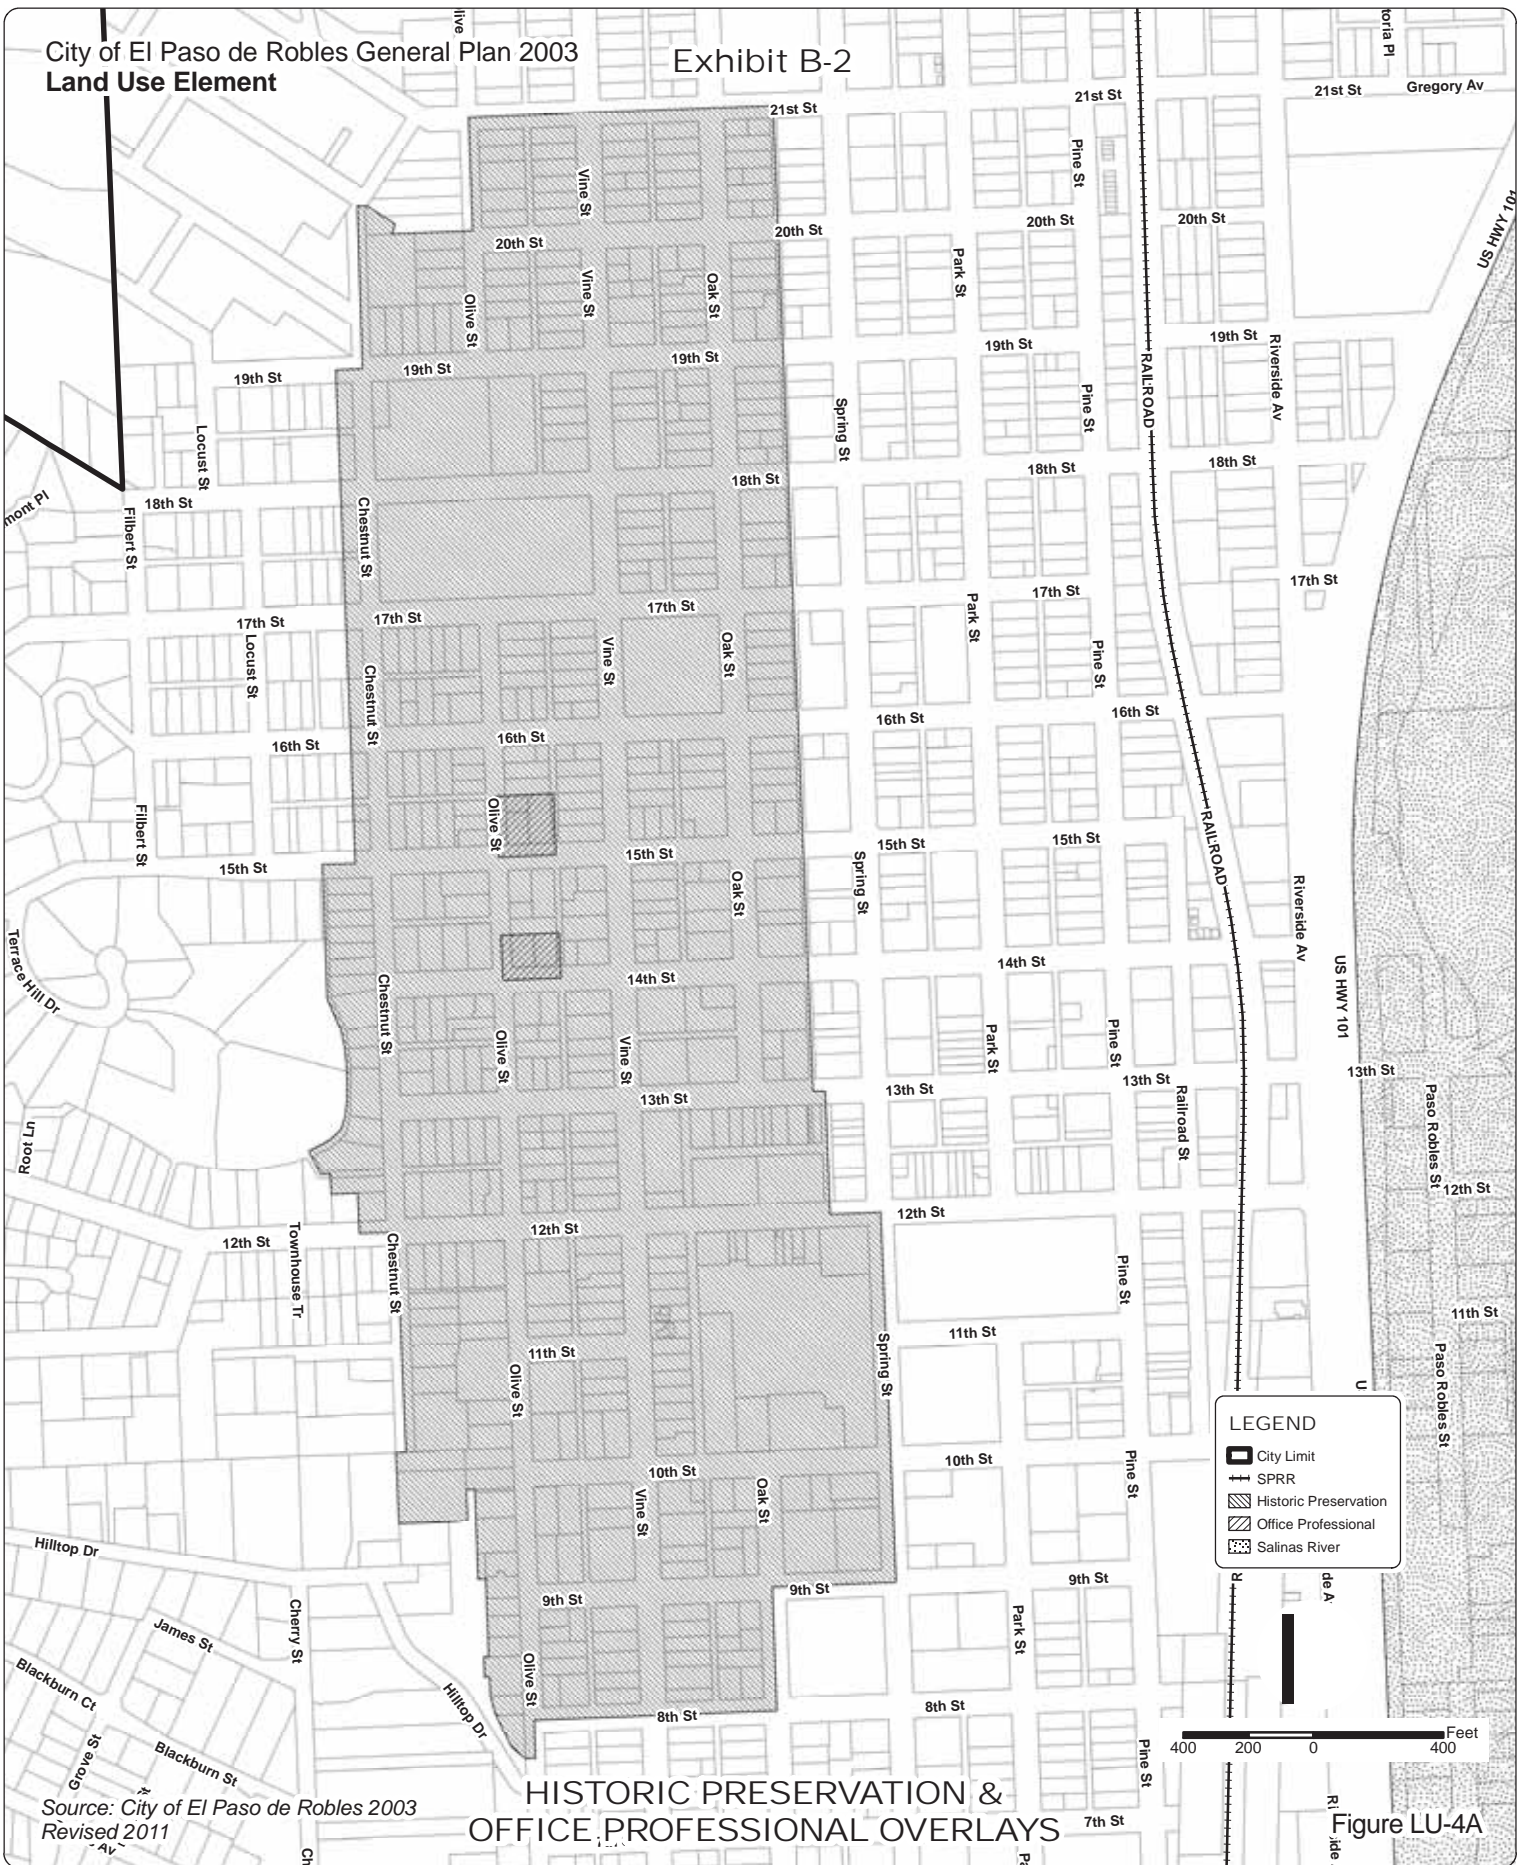 City of El Paso de Robles General Plan 2003
Land Use Element
Exhibit B-2
21st St
21st St
21st St
Gregory Av
Vine St
Pine St
20th St
20th St
20th St
20th St
US HWY 101
Olive St
Vine St
Oak St
Park St
19th St
19th St
19th St
19th St
19th St
RAILROAD
Riverside Av
Locust St
Spring St
Pine St
18th St
18th St
18th St
18th St
Filbert St
Chestnut St
17th St
17th St
17th St
17th St
17th St
Locust St
Chestnut St
Vine St
Oak St
Park St
Pine St
16th St
16th St
16th St
16th St
Filbert St
Olive St
15th St
15th St
15th St
15th St
Oak St
Spring St
RAILROAD
Riverside Av
Terrace Hill Dr
14th St
14th St
US HWY 101
Chestnut St
Olive St
Vine St
Park St
Pine St
13th St
13th St
13th St
13th St
Root Ln
Railroad St
Paso Robles St
12th St
12th St
12th St
12th St
Townhouse Tr
Chestnut St
Pine St
11th St
11th St
11th St
Olive St
Spring St
Paso Robles St
10th St
10th St
Vine St
Oak St
Pine St
LEGEND
City Limit
SPRR
Historic Preservation
Office Professional
Salinas River
Hilltop Dr
9th St
9th St
9th St
Cherry St
James St
Olive St
Park St
Blackburn Ct
Hilltop Dr
8th St
8th St
Grove St
Blackburn St
Pine St
Feet
400 200 0 400
7th St
HISTORIC PRESERVATION &
OFFICE PROFESSIONAL OVERLAYS
Source: City of El Paso de Robles 2003
Revised 2011
Figure LU-4A